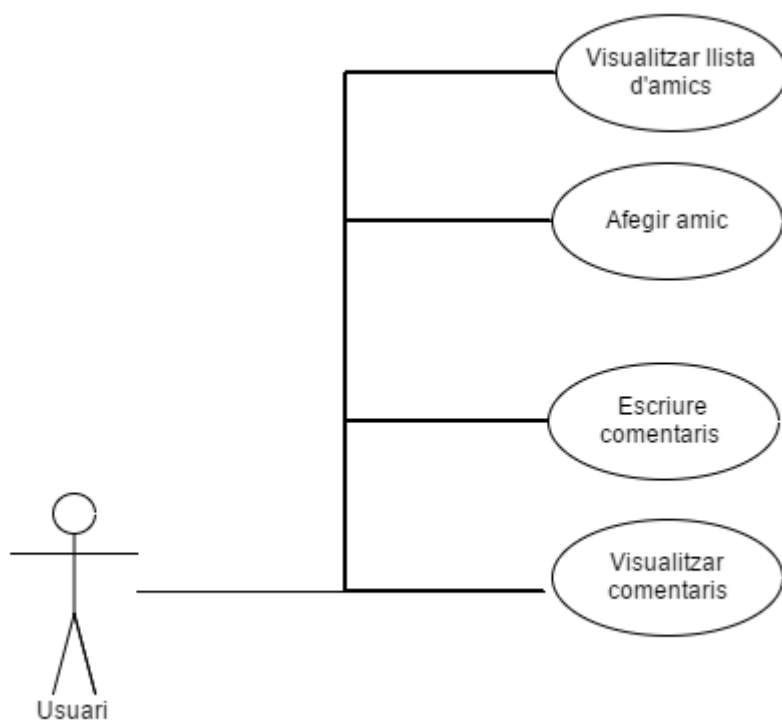 Visualitzar llista
d'amics
Afegir amic
Escriure
comentaris
Visualitzar
comentaris
Usuari